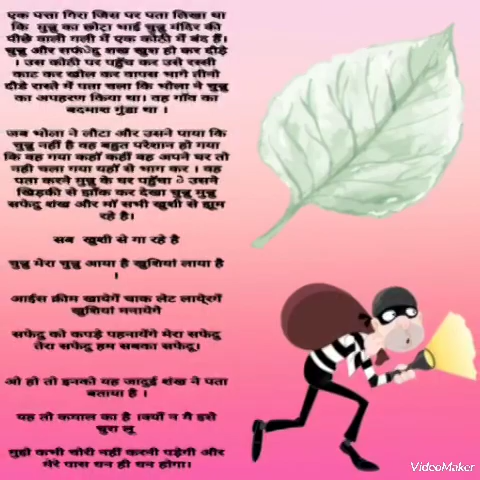 एक पत्ता गिरा जिस पर पता लिखा था
कि मुन्नू का छोटा भाई चुन्नू मंदिर की
पीछे वाली गली में एक कोठी में बंद है।
चुन्नू और सफेदु शंख खुश हो कर दौड़े
। उस कोठी पर पहुँच कर उसे रस्सी
काट कर खोल कर वापस भागे तीनो
दौड़े रास्ते में पता चला कि भोला ने चुन्नू
का अपहरण किया था। वह गाँव का
बदमाश गुंडा था ।
जब भोला ने लौटा और उसने पाया कि
चुन्नू नहीं है वह बहुत परेशान हो गया
कि वह गया कहाँ कहीं वह अपने घर तो
नही चला गया यहाँ से भाग कर । वह
पता करने मुन्नू के घर पहुँचा े उसने
खिड़की से झाँक कर देखा चुन्नू मुन्नू
सफेदु शंख और माँ सभी खुशी से झूम
रहे है।
सब खुशी से गा रहे है
चुन्नू मेरा चुन्नू आया है खुशियां लाया है
।
आईस क्रीम खायेगें चाक लेट लायेगें
खुशियां मनायेगे
सफेदु को कपड़े पहनायेंगे मेरा सफेदु
तेरा सफेदु हम सबका सफेदू।
ओ हो तो इनको यह जादुई शंख ने पता
बताया है ।
यह तो कमाल का है ।क्यों न मै इसे
चुरा लू
मुझे कभी चोरी नहीं करनी पड़ेगी और
मेरे पास धन ही धन होगा।
VideoMaker